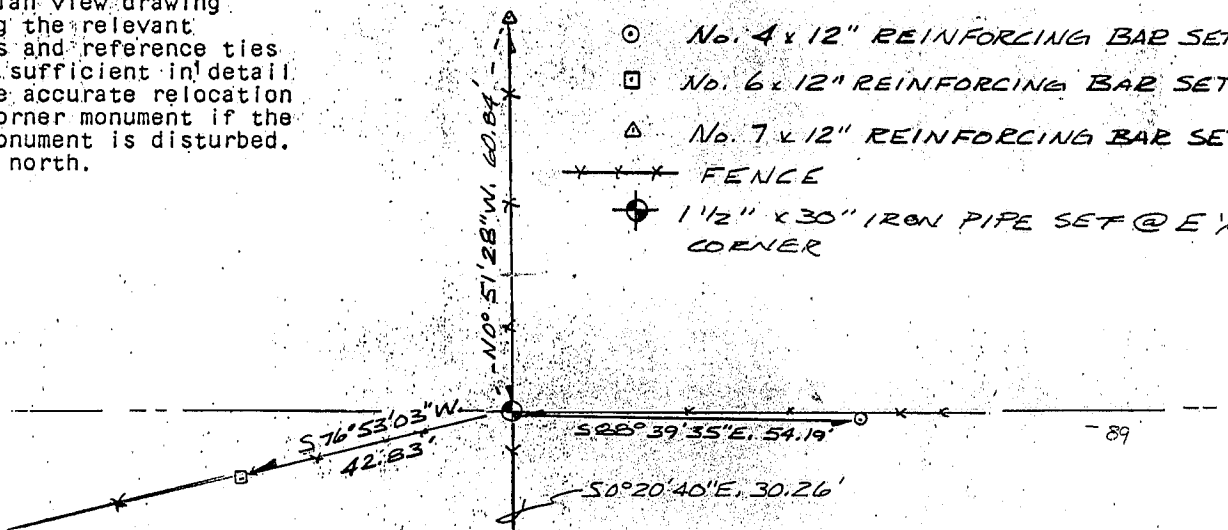 an view drawing
g the relevant
s and reference ties
sufficient in detail
e accurate relocation
orner monument if the
onument is disturbed.
north.
No. 4 x 12" REINFORCING BAR SET
No. 6 x 12" REINFORCING BAR SET
No. 7 x 12" REINFORCING BAR SE
FENCE
1 1/2" x 30" IRON PIPE SET @ E 1/
CORNER
N0°51'28"W. 60.84'
S76°53'03"W.
42.83'
S88°39'35"E. 54.19'
S0°20'40"E. 30.26'
-89